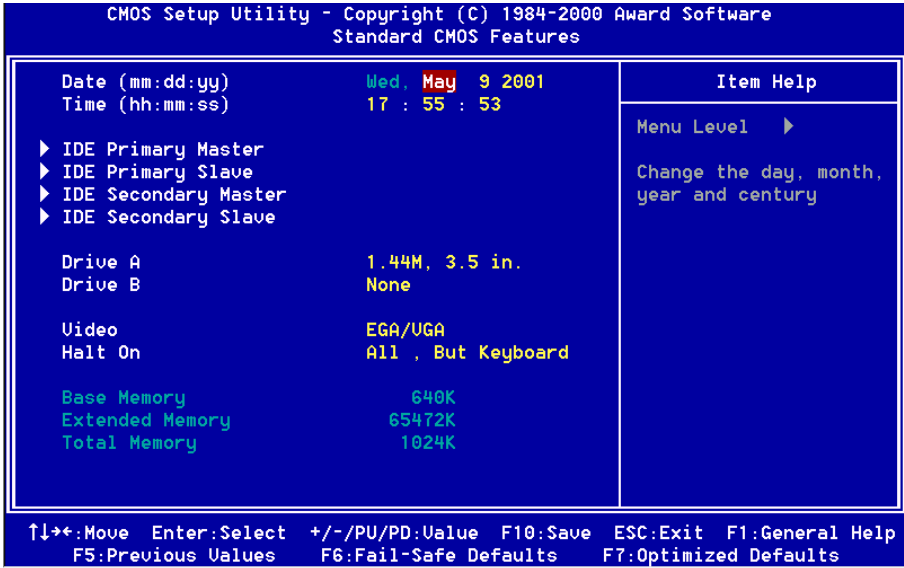 CMOS Setup Utility - Copyright (C) 1984-2000 Award Software
Standard CMOS Features
Date (mm:dd:yy) Wed, May 9 2001
Time (hh:mm:ss) 17 : 55 : 53
IDE Primary Master
IDE Primary Slave
IDE Secondary Master
IDE Secondary Slave
Drive A 1.44M, 3.5 in.
Drive B None
Video EGA/VGA
Halt On All , But Keyboard
Base Memory 640K
Extended Memory 65472K
Total Memory 1024K
Item Help
Menu Level
Change the day, month,
year and century
↑↓→←:Move Enter:Select +/-/PU/PD:Value F10:Save ESC:Exit F1:General Help
F5:Previous Values F6:Fail-Safe Defaults F7:Optimized Defaults